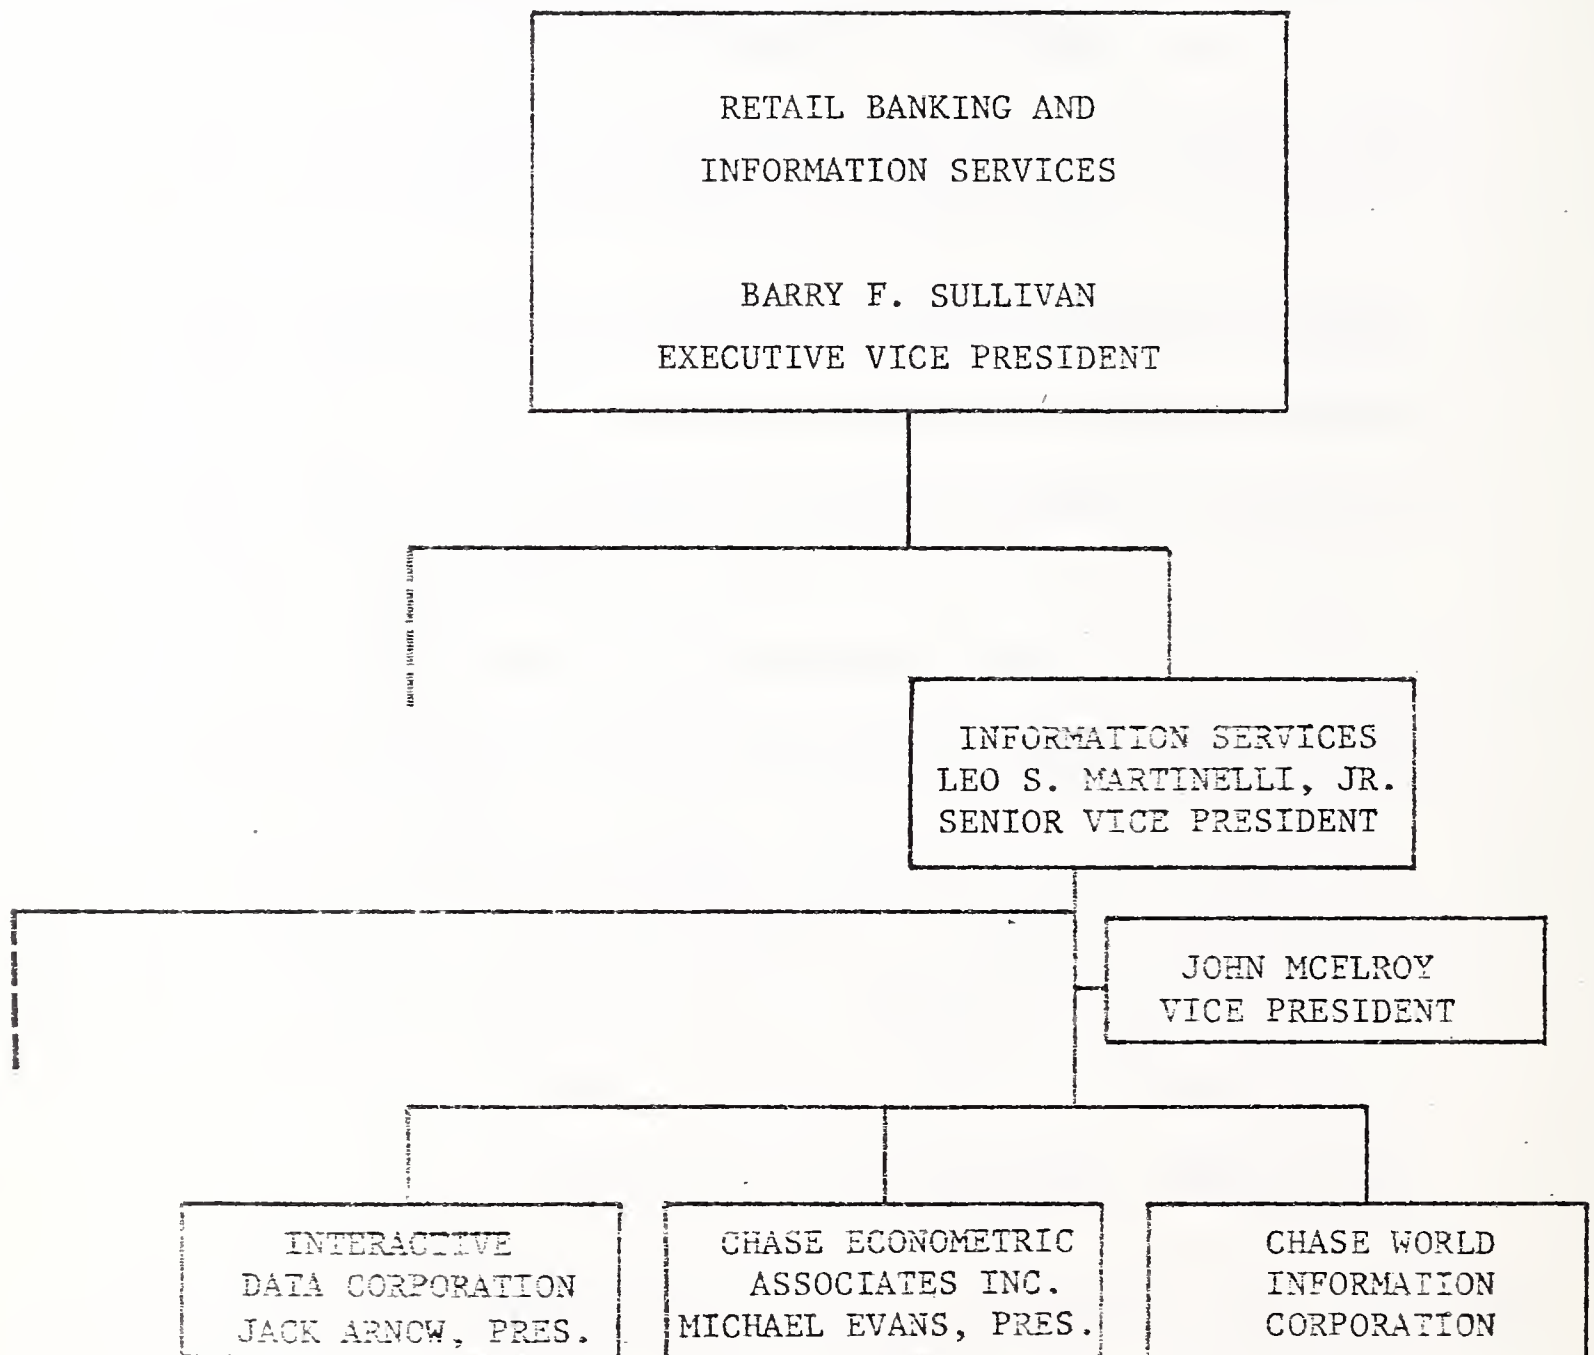 RETAIL BANKING AND
INFORMATION SERVICES
BARRY F. SULLIVAN
EXECUTIVE VICE PRESIDENT
INFORMATION SERVICES
LEO S. MARTINELLI, JR.
SENIOR VICE PRESIDENT
JOHN MCELROY
VICE PRESIDENT
INTERACTIVE
DATA CORPORATION
JACK ARNOW, PRES.
CHASE ECONOMETRIC
ASSOCIATES INC.
MICHAEL EVANS, PRES.
CHASE WORLD
INFORMATION
CORPORATION